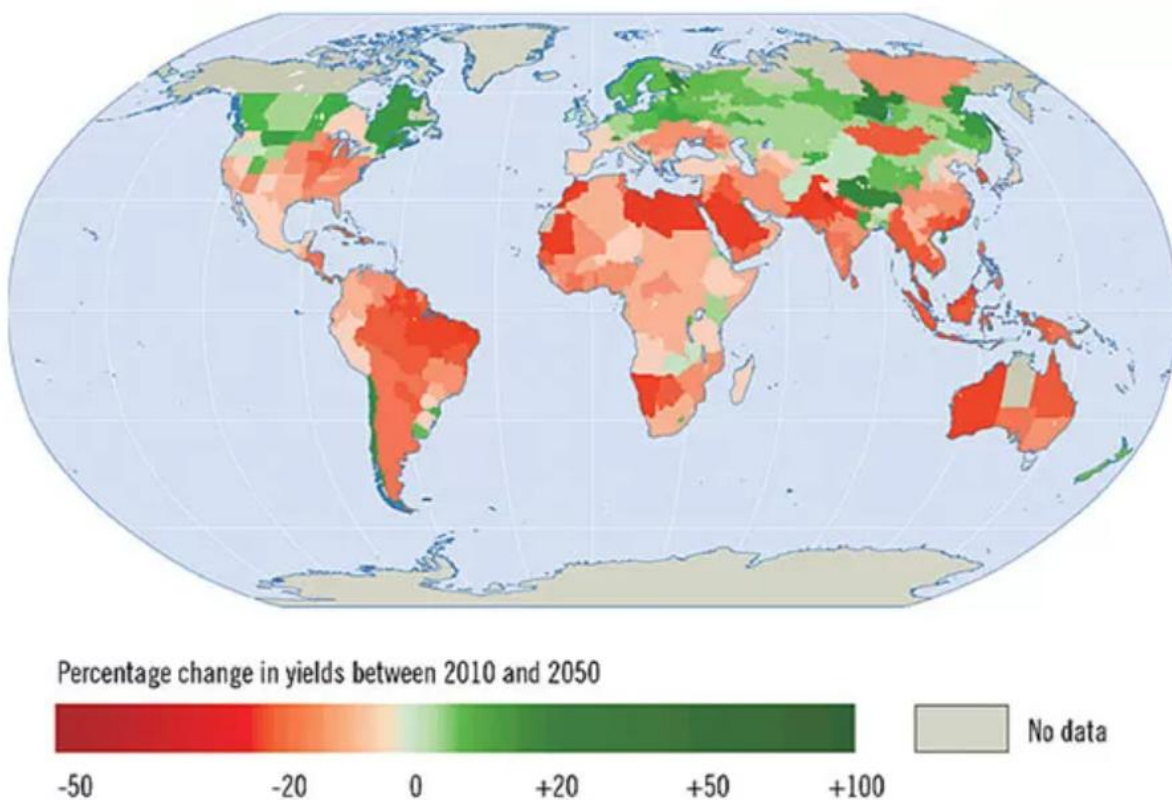 Percentage change in yields between 2010 and 2050
-50 -20 0 +20 +50 +100
No data